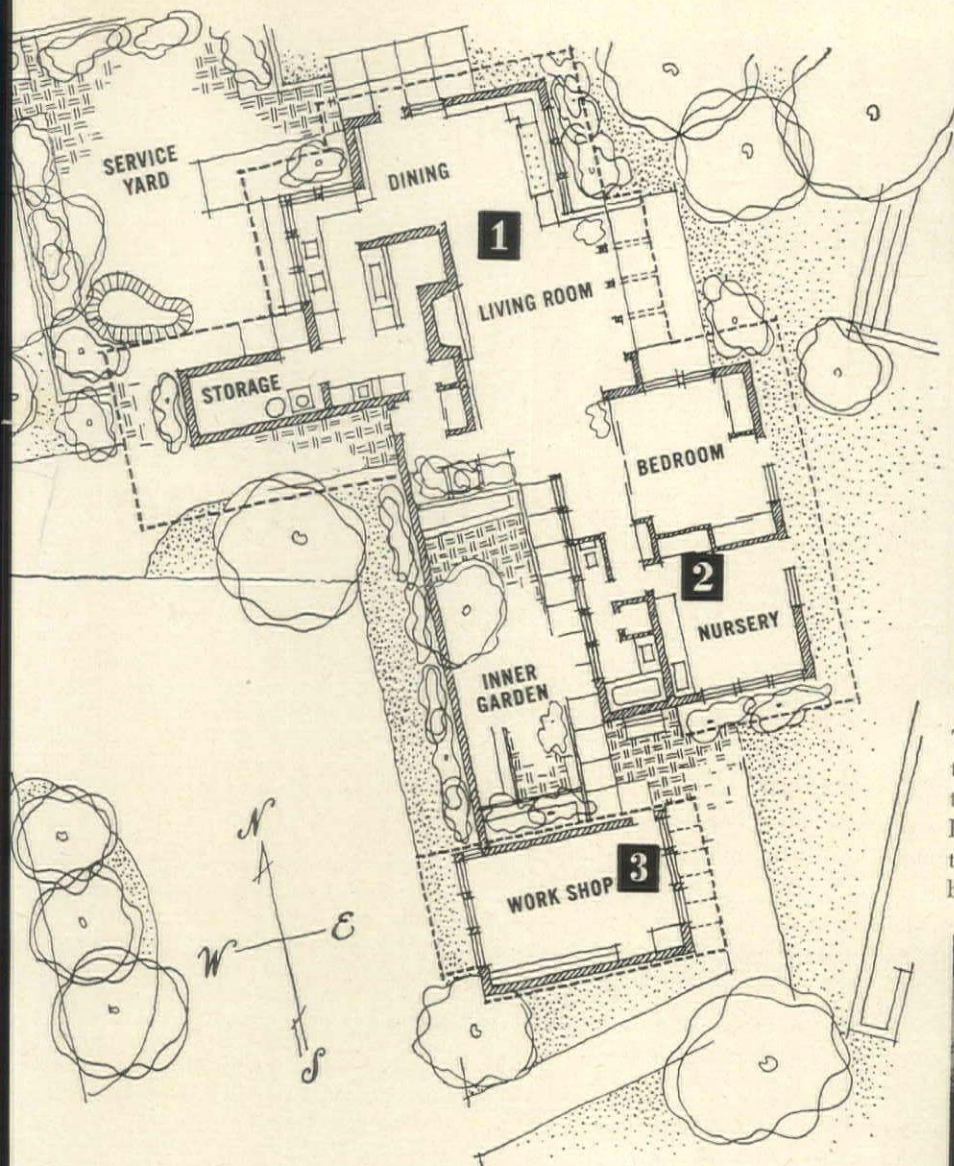 SERVICE
YARD
DINING
1
LIVING ROOM
STORAGE
BEDROOM
2
NURSERY
INNER
GARDEN
3
WORK SHOP
N
W
E
S